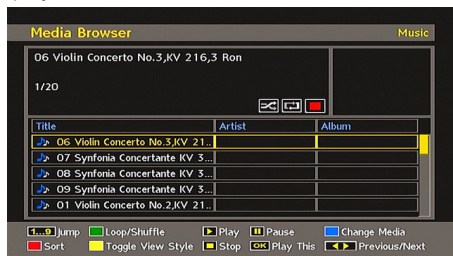 Media Browser Music
06 Violin Concerto No.3,KV 216,3 Ron
1/20
Title Artist Album
06 Violin Concerto No.3,KV 21..
07 Synfonia Concertante KV 3...
08 Synfonia Concertante KV 3...
09 Synfonia Concertante KV 3...
01 Violin Concerto No.2,KV 21..
1...9 Jump Loop/Shuffle Play Pause Change Media
Sort Toggle View Style Stop OK Play This Previous/Next